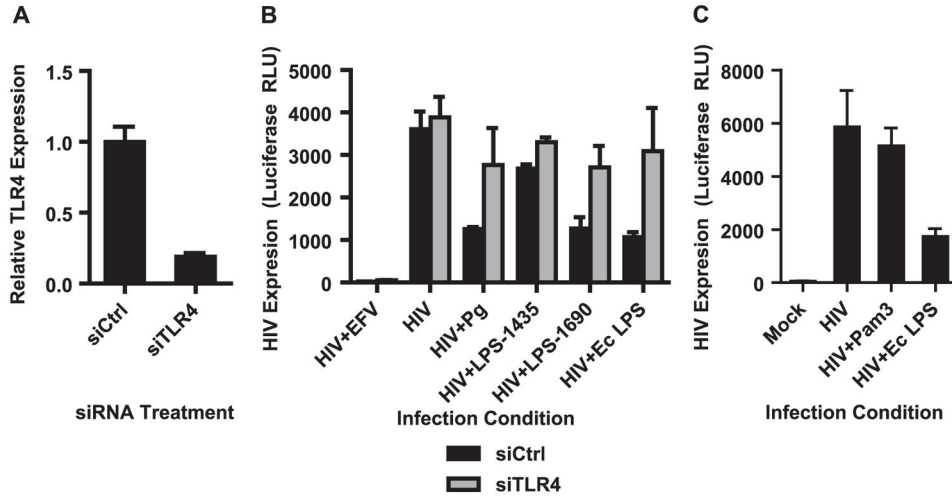 A
Relative TLR4 Expression
1.5
1.0
0.5
0.0
siCtrl
siTLR4
siRNA Treatment
B
HIV Expresion (Luciferase RLU)
5000
4000
3000
2000
1000
0
HIV+EFV
HIV
HIV+Pg
HIV+LPS-1435
HIV+LPS-1690
HIV+Ec LPS
Infection Condition
siCtrl
siTLR4
C
HIV Expresion (Luciferase RLU)
8000
6000
4000
2000
0
Mock
HIV
HIV+Pam3
HIV+Ec LPS
Infection Condition